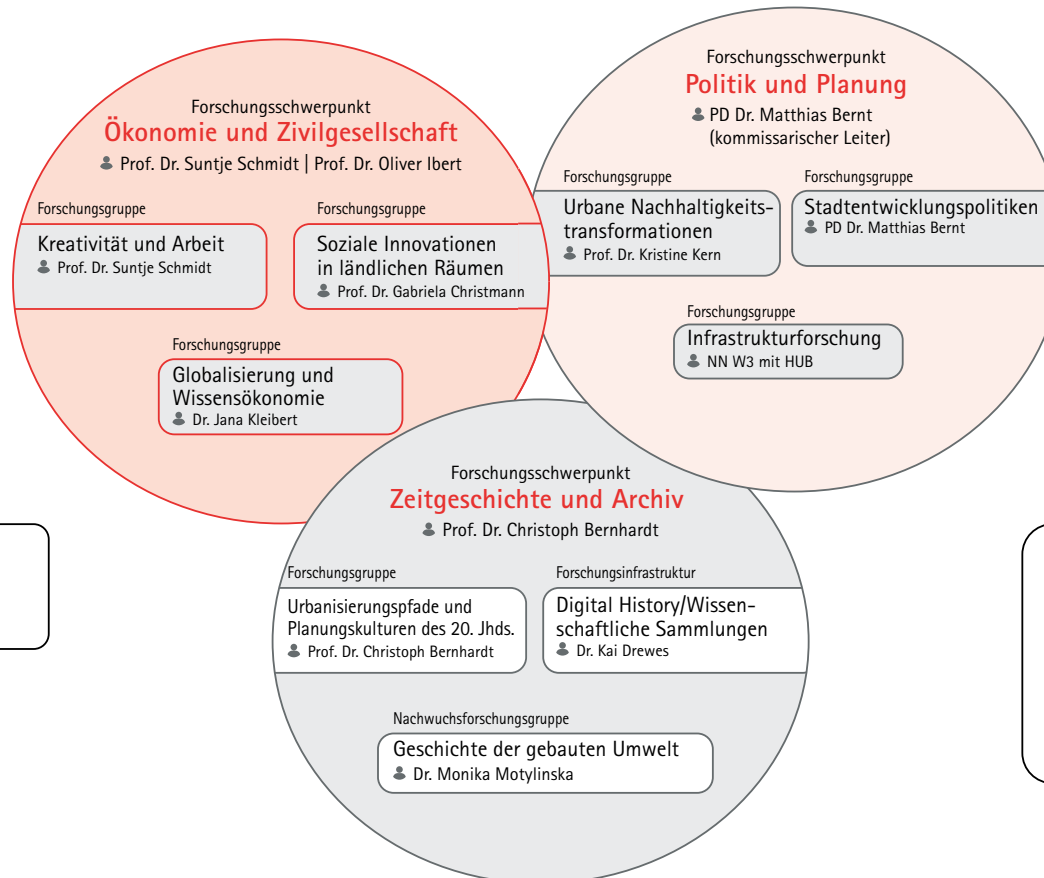 Forschungsschwerpunkt
Ökonomie und Zivilgesellschaft
Prof. Dr. Suntje Schmidt | Prof. Dr. Oliver Ibert
Forschungsgruppe
Kreativität und Arbeit
Prof. Dr. Suntje Schmidt
Forschungsgruppe
Soziale Innovationen
in ländlichen Räumen
Prof. Dr. Gabriela Christmann
Forschungsgruppe
Globalisierung und
Wissensökonomie
Dr. Jana Kleibert
Forschungsschwerpunkt
Politik und Planung
PD Dr. Matthias Bernt
(kommissarischer Leiter)
Forschungsgruppe
Urbane Nachhaltigkeits-
transformationen
Prof. Dr. Kristine Kern
Forschungsgruppe
Stadtentwicklungspolitiken
PD Dr. Matthias Bernt
Forschungsgruppe
Infrastrukturforschung
NN W3 mit HUB
Forschungsschwerpunkt
Zeitgeschichte und Archiv
Prof. Dr. Christoph Bernhardt
Forschungsgruppe
Urbanisierungspfade und
Planungskulturen des 20. Jhds.
Prof. Dr. Christoph Bernhardt
Forschungsinfrastruktur
Digital History/Wissen-
schaftliche Sammlungen
Dr. Kai Drewes
Nachwuchsforschungsgruppe
Geschichte der gebauten Umwelt
Dr. Monika Motylinska